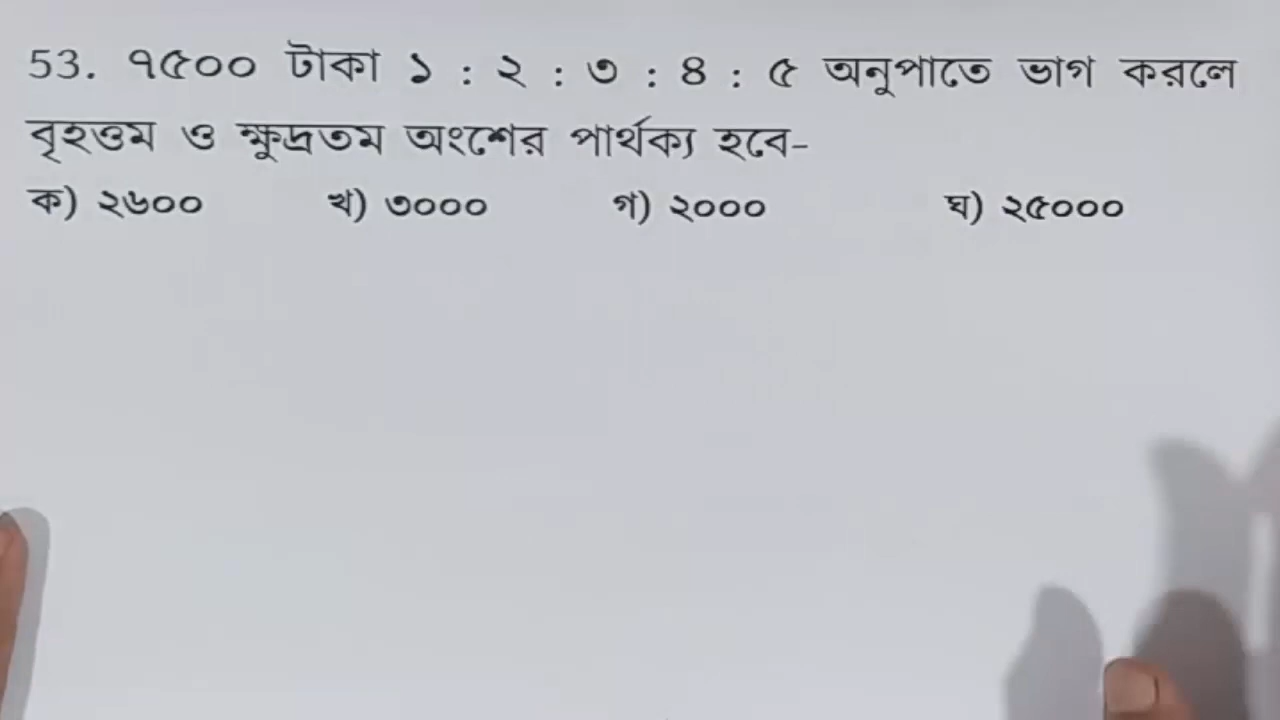 53. ৭৫০০ টাকা ১ : ২ : ৩ : ৪ : ৫ অনুপাতে ভাগ করলে
বৃহত্তম ও ক্ষুদ্রতম অংশের পার্থক্য হবে-
ক) ২৬০০ খ) ৩০০০ গ) ২০০০ ঘ) ২৫০০০